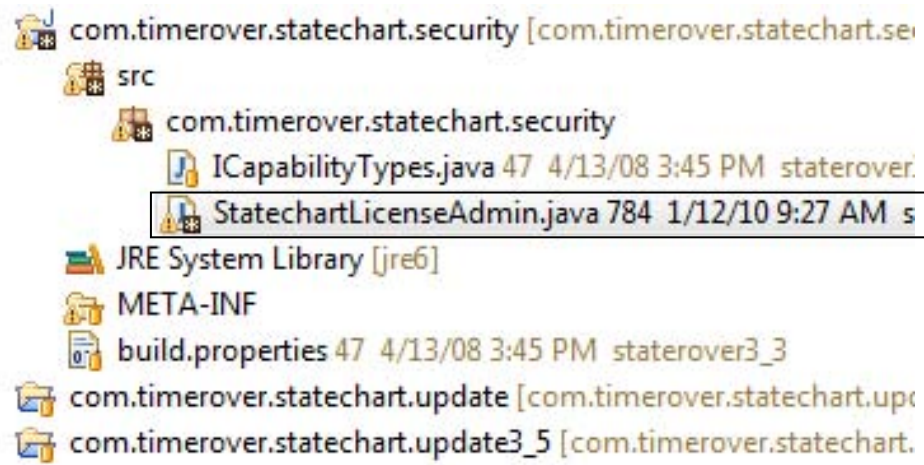 com.timerover.statechart.security [com.timerover.statechart.se
src
com.timerover.statechart.security
ICapabilityTypes.java 47 4/13/08 3:45 PM staterover.
StatechartLicenseAdmin.java 784 1/12/10 9:27 AM s
JRE System Library [jre6]
META-INF
build.properties 47 4/13/08 3:45 PM staterover3_3
com.timerover.statechart.update [com.timerover.statechart.upd
com.timerover.statechart.update3_5 [com.timerover.statechart.